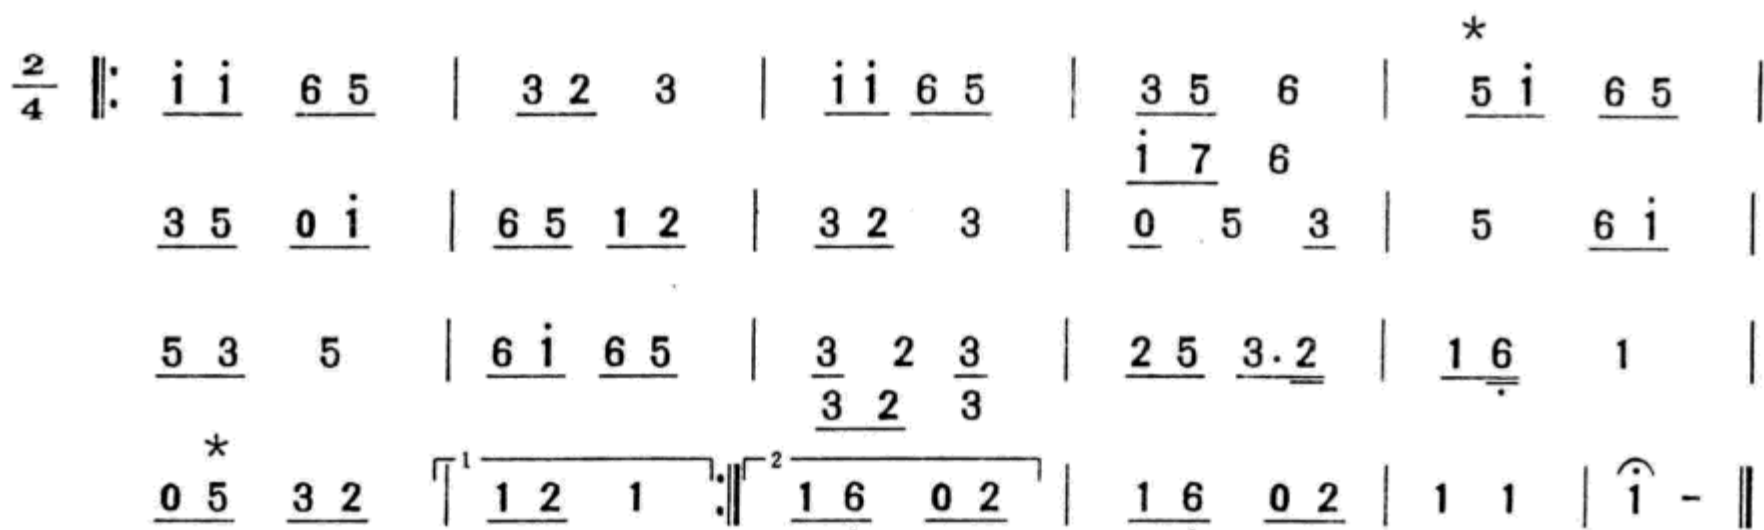 *
2/4 ‖: i̇ i̇ 6 5 | 3 2 3 | i̇ i̇ 6 5 | 3 5 6 | 5 i̇ 6 5 |
i̇ 7 6
3 5 0 i̇ | 6 5 1 2 | 3 2 3 | 0 5 3 | 5 6 i̇ |
5 3 5 | 6 i̇ 6 5 | 3 2 3 | 2 5 3·2 | 1 6̣ 1 |
3 2 3
* 1 2
0 5 3 2 | 1 2 1 :‖ 1 6 0 2 | 1 6 0 2 | 1 1 | i̇ - ‖